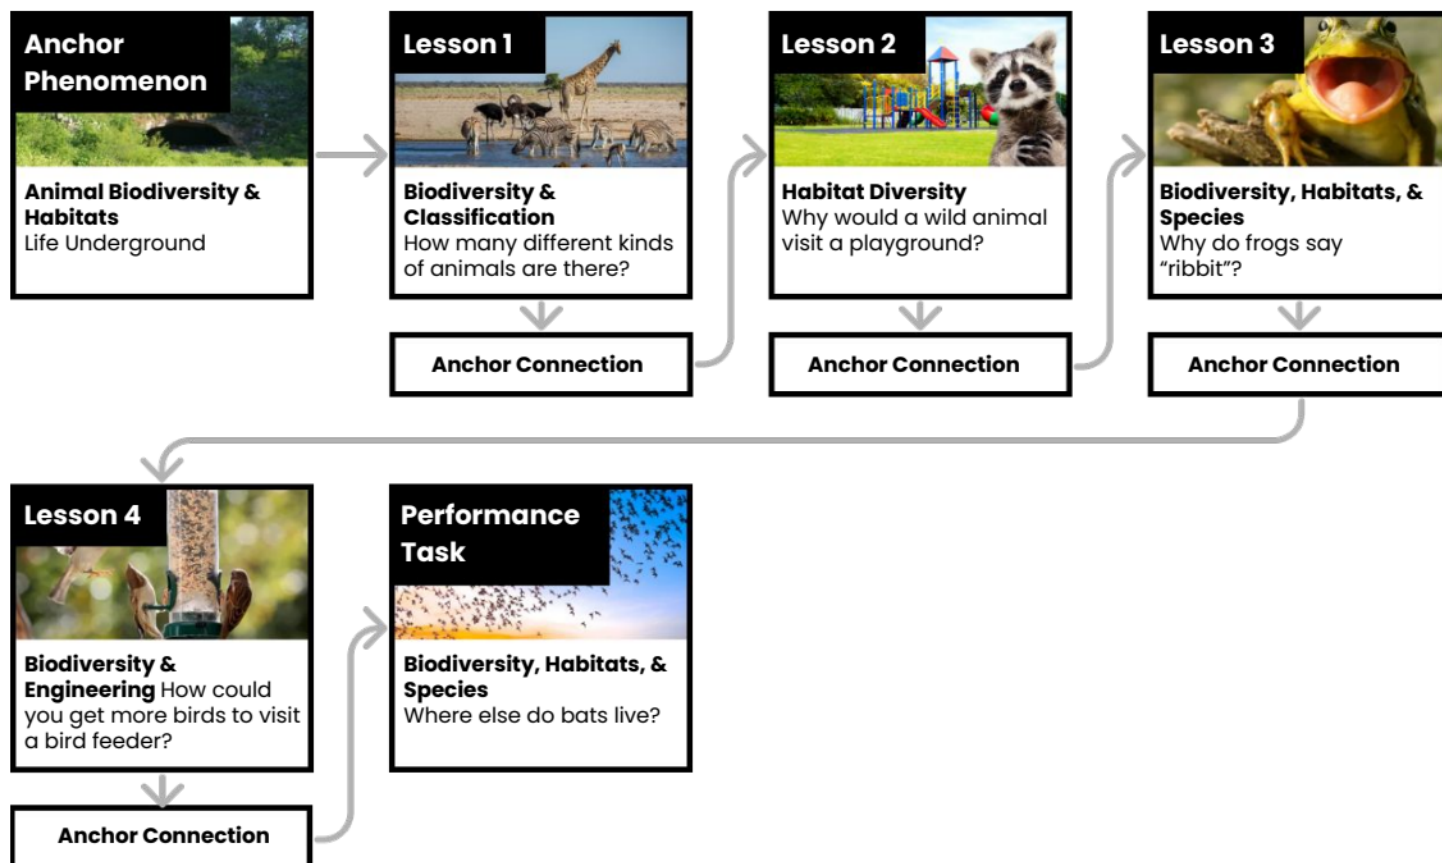 Anchor
Phenomenon
Animal Biodiversity &
Habitats
Life Underground
Lesson 1
Biodiversity &
Classification
How many different kinds
of animals are there?
Anchor Connection
Lesson 2
Habitat Diversity
Why would a wild animal
visit a playground?
Anchor Connection
Lesson 3
Biodiversity, Habitats, &
Species
Why do frogs say
“ribbit”?
Anchor Connection
Lesson 4
Biodiversity &
Engineering How could
you get more birds to visit
a bird feeder?
Anchor Connection
Performance
Task
Biodiversity, Habitats, &
Species
Where else do bats live?